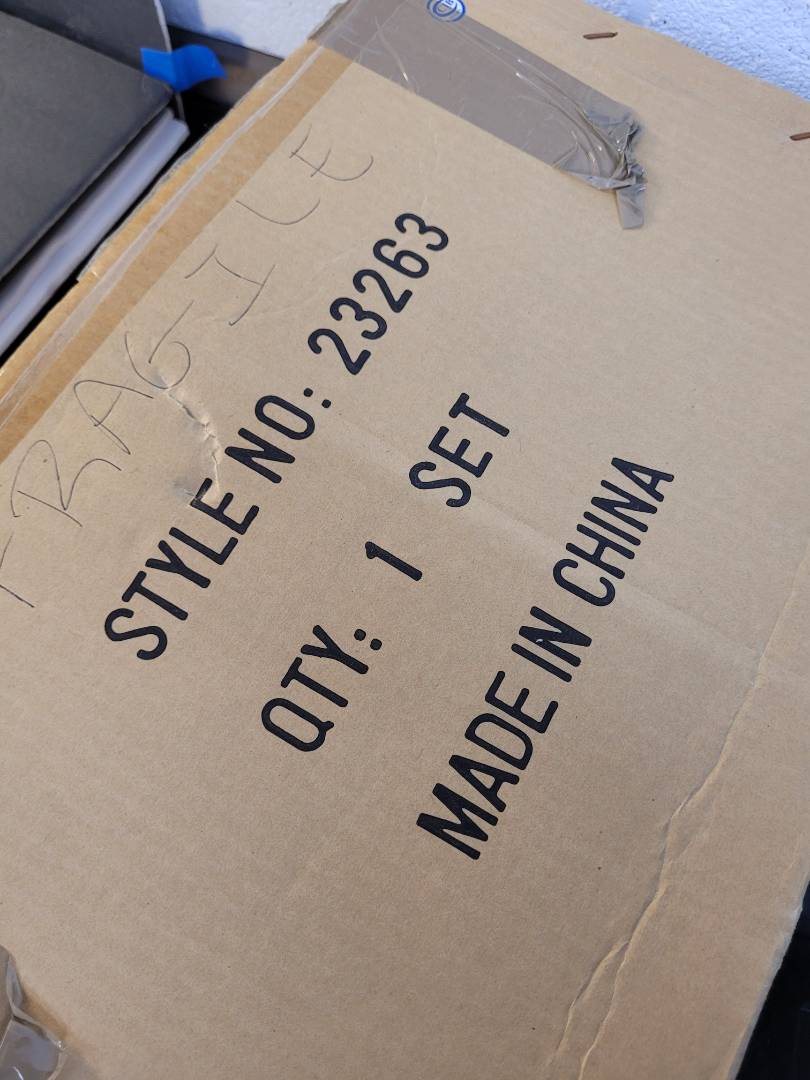 FRAGILE
STYLE NO: 23263
QTY: 1 SET
MADE IN CHINA